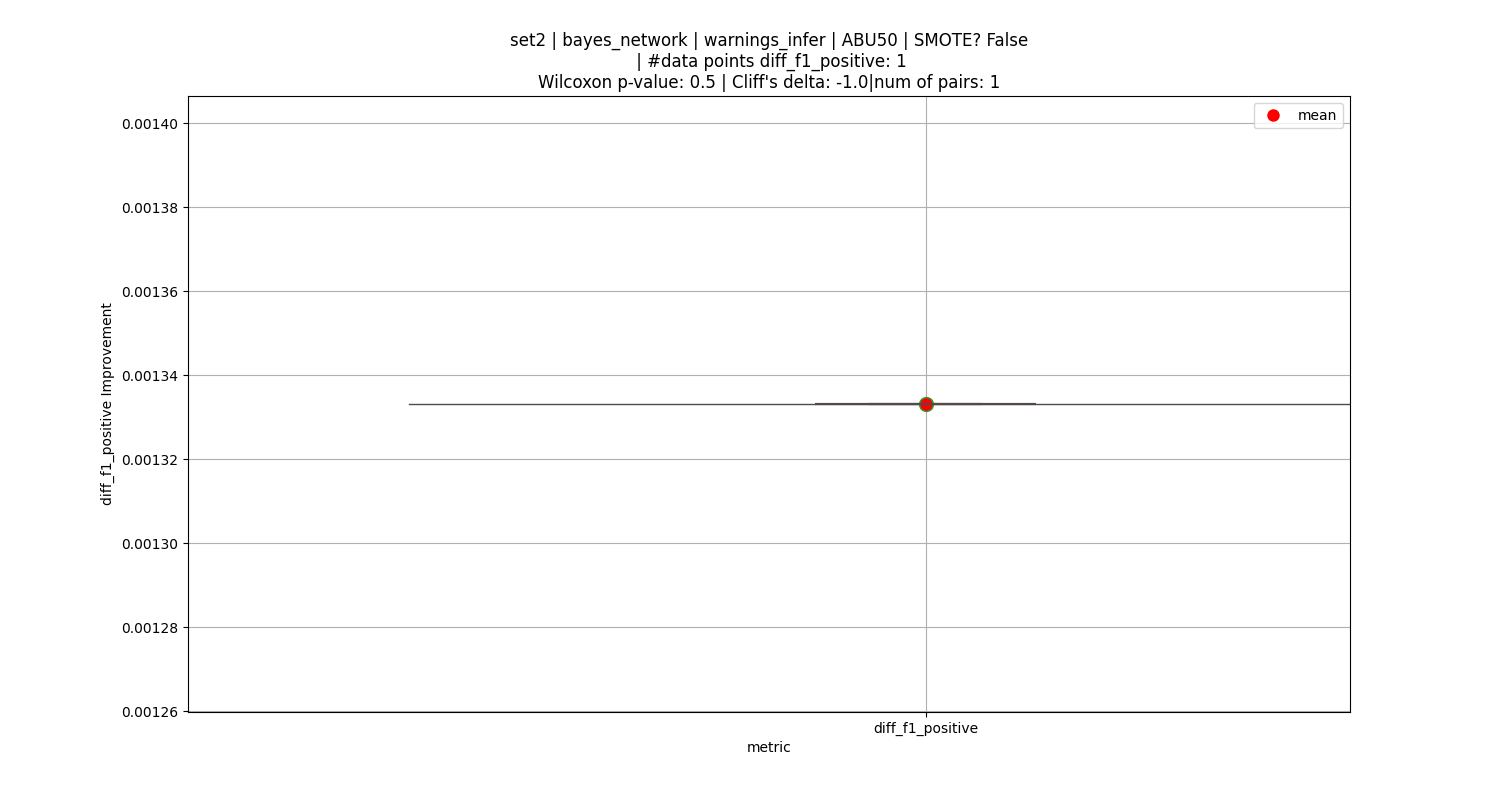 set2 | bayes_network | warnings_infer | ABU50 | SMOTE? False
| #data points diff_f1_positive: 1
Wilcoxon p-value: 0.5 | Cliff's delta: -1.0|num of pairs: 1
mean
0.00140
0.00138
0.00136
0.00134
0.00132
0.00130
0.00128
0.00126
diff_f1_positive Improvement
diff_f1_positive
metric